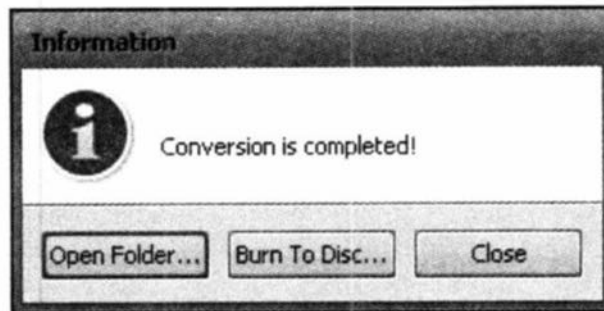 Information
Conversion is completed!
Open Folder...
Burn To Disc...
Close